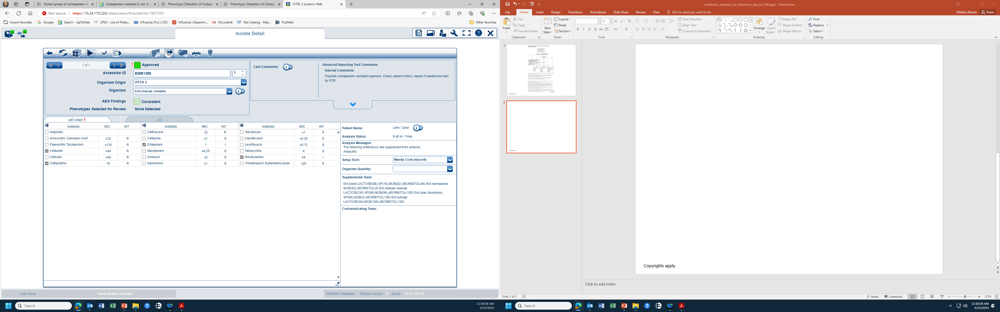 Global spread of carbapenem-re
Carbapenem-resistant E. coli, K. p
Phenotypic Detection of Carbape
Phenotypic Detection of Carbape
VITEK 2 Systems Web
Not secure https://10.24.179.224/vitek/viewer/#/isolate?id=1857393
Import favorites Google Search - UpToDate LPSN - List of Proka... Influenza (Flu) | CDC Influenza | Departm... Mycobank Test Catalog - May... PubMed Other favorites
Isolate Detail
1 of 1
! Approved
Accession ID 82881286 1
Organism Origin VITEK 2
Organism Ent.cloacae complex
AES Findings Consistent
Phenotypes Selected for Review None Detected
Card Comments:
Advanced Reporting Tool Comments:
Internal Comments:
Possible carbapenem resistant organism. Check patient history, repeat if needed and test
by PCR.
AST-GN81 !
GN
Antibiotic MIC INT Antibiotic MIC INT Antibiotic MIC INT
Ampicillin Ceftriaxone 32 R Tobramycin ≤1 S
Amoxicillin/ Clavulanic Acid ≥32 R Cefepime ≤1 S Ciprofloxacin ≤0.25 S
Piperacillin/ Tazobactam ≥128 R Ertapenem 1 I Levofloxacin ≤0.12 S
Cefazolin ≥64 R Meropenem ≤0.25 S Tetracycline 4 S
Cefoxitin ≥64 R Amikacin ≤2 S Nitrofurantoin 64 I
Ceftazidime 16 R Gentamicin ≤1 S Trimethoprim/ Sulfamethoxazole ≤20 S
Patient Name: Lelm, Carol
Analysis Status: 9.40 hr - Final
Analysis Messages:
The following antibiotic(s) are suppressed from analysis:
Ampicillin,
Setup Tech: Mandy Cook (mjcook)
Organism Quantity:
Supplemental Tests:
Ent.kobei LACTOSE(88),VP(10),MOB(82),dSORBITOL(94) Ent.hormaechei
MOB(52),dSORBITOL(0) Ent.cloacae cloacae
LACTOSE(30),VP(99),MOB(99),dSORBITOL(100) Ent.cloac.dissolvens
VP(90),MOB(0),dSORBITOL(100) Ent.ludwigii
LACTOSE(60),MOB(100),dSORBITOL(100)
Contraindicating Tests:
User Name Steven Mahlen (smahlen) VITEK® 2 Systems Release version 9 Server 10.24.179.224
Search
11:50:28 AM
4/24/2024
Antibiotic_selection_for_infections_due_to_CRE.pptx - PowerPoint
File Home Insert Design Transitions Animations Slide Show Review View Tell me what you want to do... Mahlen,Steven Share
Paste
Cut
Copy
Format Painter
Clipboard
New
Slide
Layout
Reset
Section
Slides
18
B I U S abc AV Aa A
Font
Text Direction
Align Text
Convert to SmartArt
Paragraph
Arrange
Quick
Styles
Shape Fill
Shape Outline
Shape Effects
Drawing
Find
Replace
Select
Editing
1
2
Copyrights apply
Click to add notes
Slide 2 of 2 Notes Comments 123%
Search
11:50:28 AM
4/24/2024